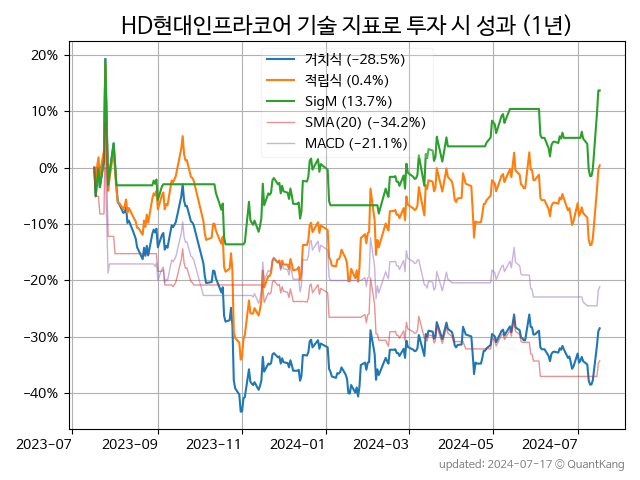 HD현대인프라코어 기술 지표로 투자 시 성과 (1년)
거치식 (−28.5%)
적립식 (0.4%)
SigM (13.7%)
SMA(20) (−34.2%)
MACD (−21.1%)
20%
10%
0%
−10%
−20%
−30%
−40%
2023-07 2023-09 2023-11 2024-01 2024-03 2024-05 2024-07
updated: 2024-07-17 © QuantKang